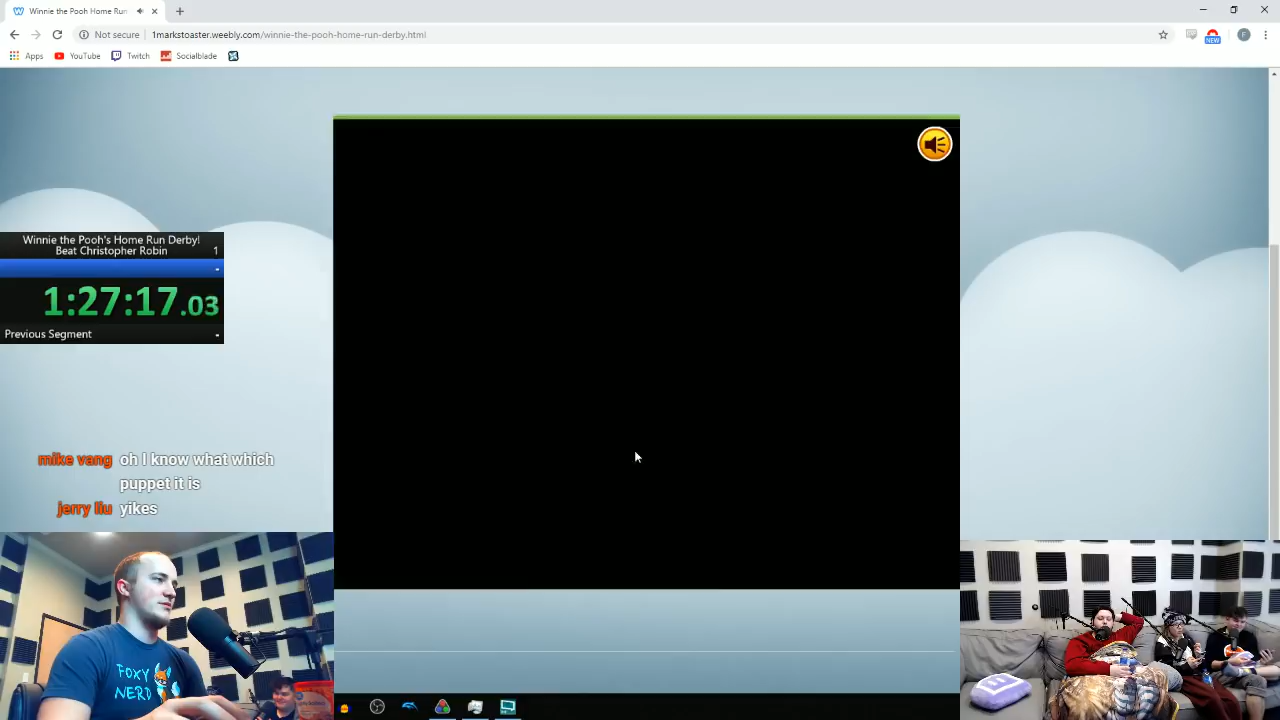 Winnie the Pooh Home Run
Not secure
1markstoaster.weebly.com/winnie-the-pooh-home-run-derby.html
NEW
F
Apps
YouTube
Twitch
Socialblade
Winnie the Pooh's Home Run Derby!
Beat Christopher Robin 1
-
1:27:17.03
Previous Segment -
mike vang oh I know what which
puppet it is
jerry liu yikes
FOXY
NERD